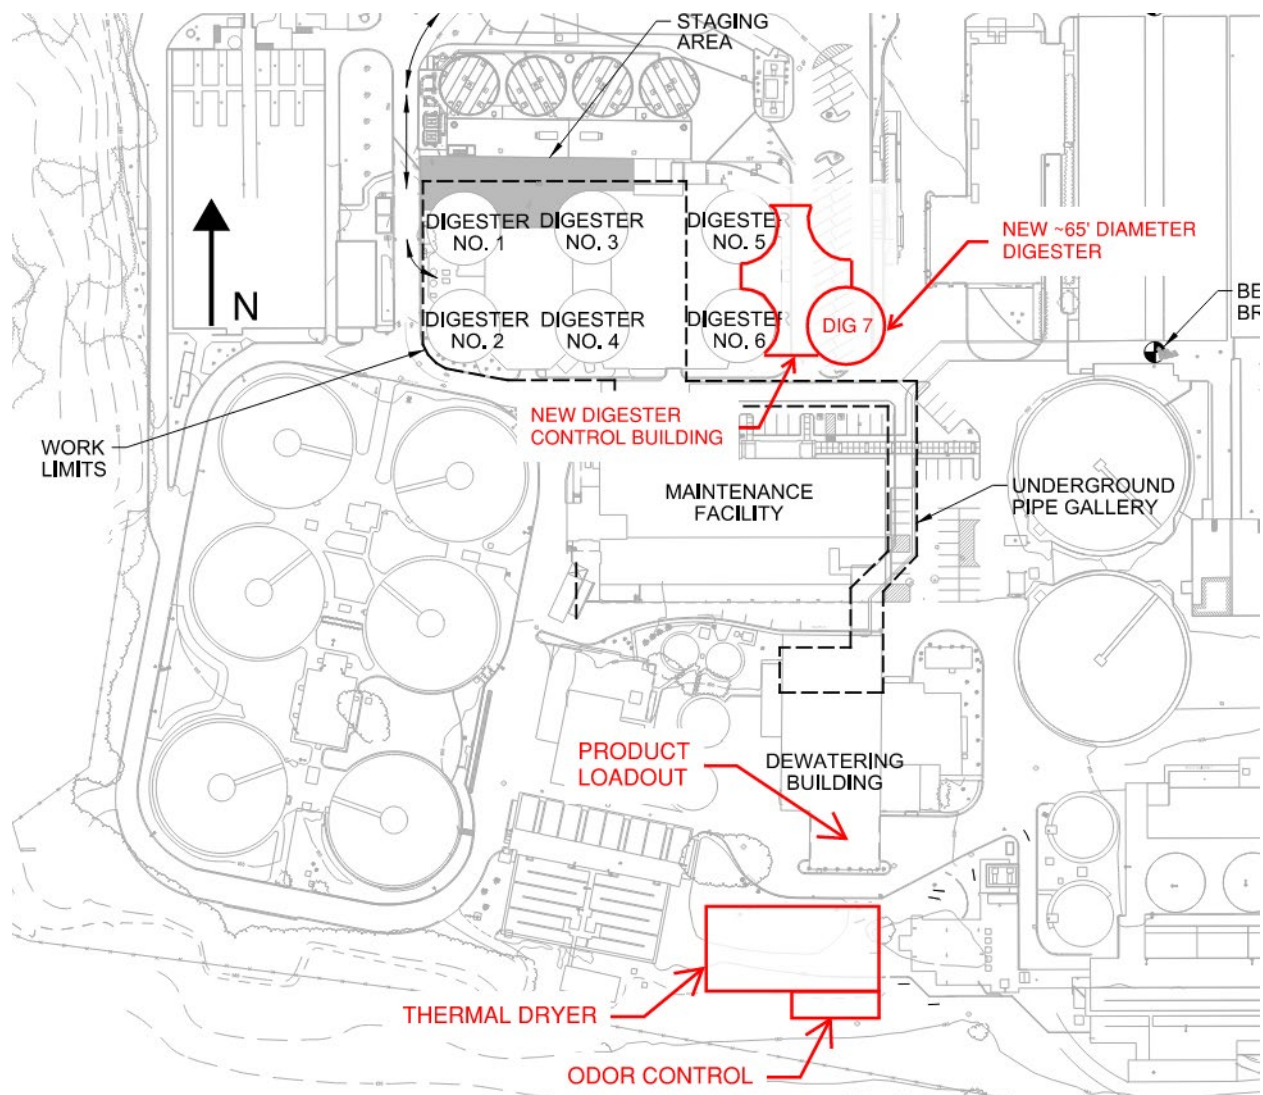 STAGING
AREA
DIGESTER
NO. 1
DIGESTER
NO. 3
DIGESTER
NO. 5
NEW ~65' DIAMETER
DIGESTER
N
BE
BR
DIGESTER
NO. 2
DIGESTER
NO. 4
DIGESTER
NO. 6
DIG 7
NEW DIGESTER
CONTROL BUILDING
WORK
LIMITS
MAINTENANCE
FACILITY
UNDERGROUND
PIPE GALLERY
PRODUCT
LOADOUT
DEWATERING
BUILDING
THERMAL DRYER
ODOR CONTROL